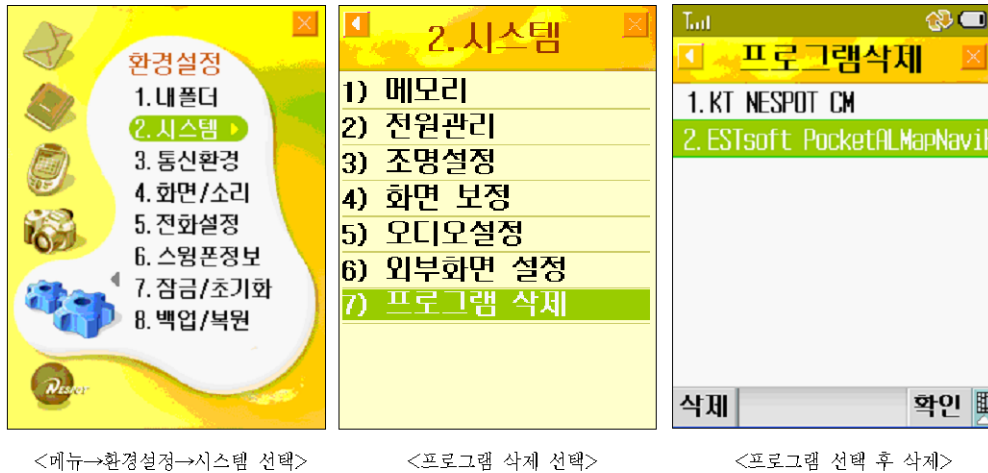 환경설정
1.내폴더
2.시스템
3.통신환경
4.화면/소리
5.전화설정
6.스윙폰정보
7.잠금/초기화
8.백업/복원
Nespot
<메뉴→환경설정→시스템 선택>
2.시스템
1) 메모리
2) 전원관리
3) 조명설정
4) 화면 보정
5) 오디오설정
6) 외부화면 설정
7) 프로그램 삭제
<프로그램 삭제 선택>
프로그램삭제
1.KT NESPOT CM
2.ESTsoft PocketALMapNavi
삭제 확인
<프로그램 선택 후 삭제>